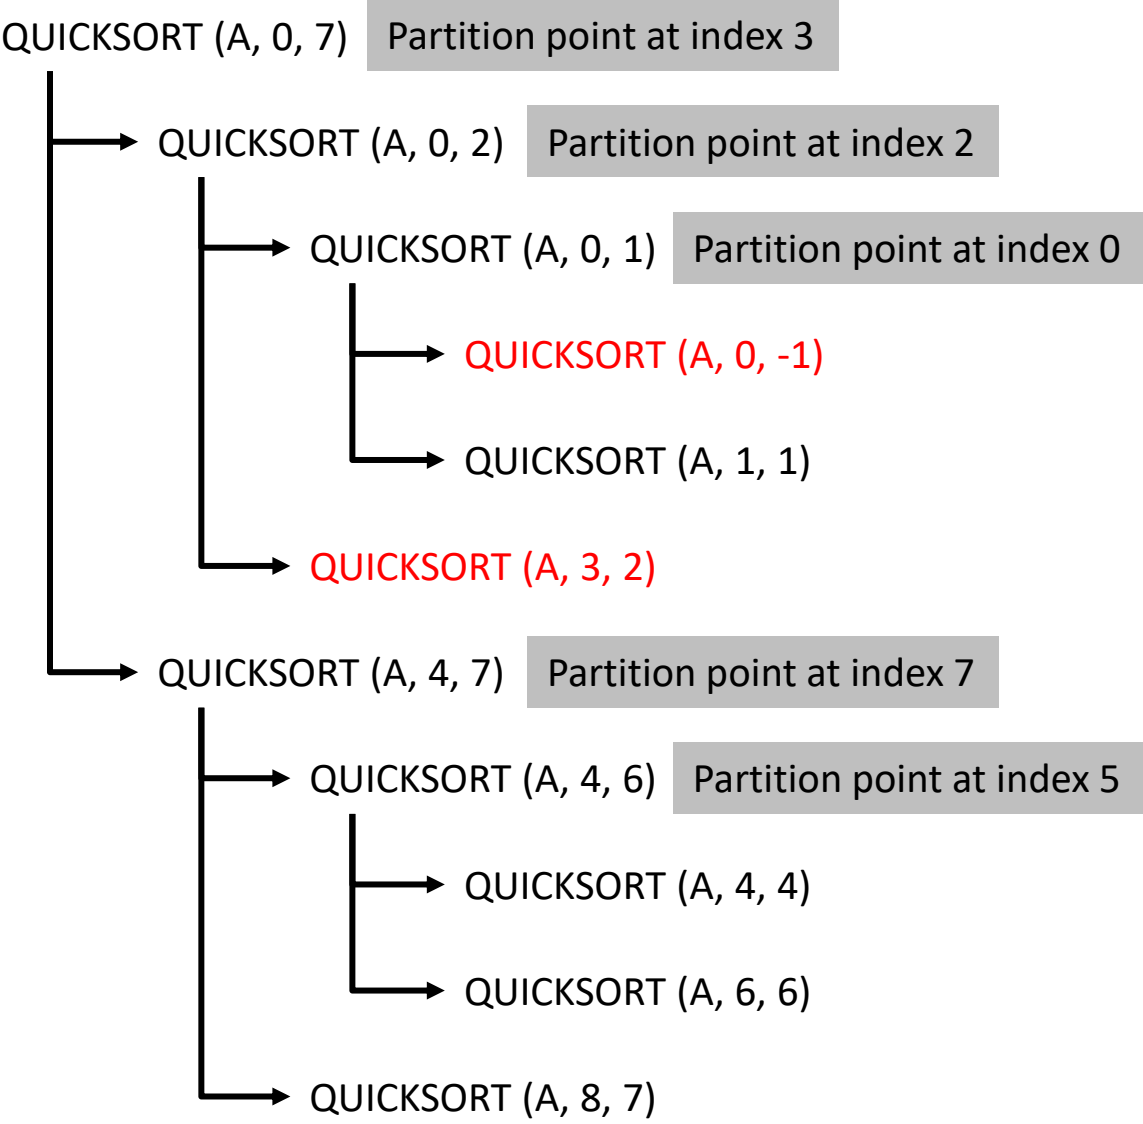 QUICKSORT (A, 0, 7) Partition point at index 3
QUICKSORT (A, 0, 2) Partition point at index 2
QUICKSORT (A, 0, 1) Partition point at index 0
QUICKSORT (A, 0, -1)
QUICKSORT (A, 1, 1)
QUICKSORT (A, 3, 2)
QUICKSORT (A, 4, 7) Partition point at index 7
QUICKSORT (A, 4, 6) Partition point at index 5
QUICKSORT (A, 4, 4)
QUICKSORT (A, 6, 6)
QUICKSORT (A, 8, 7)